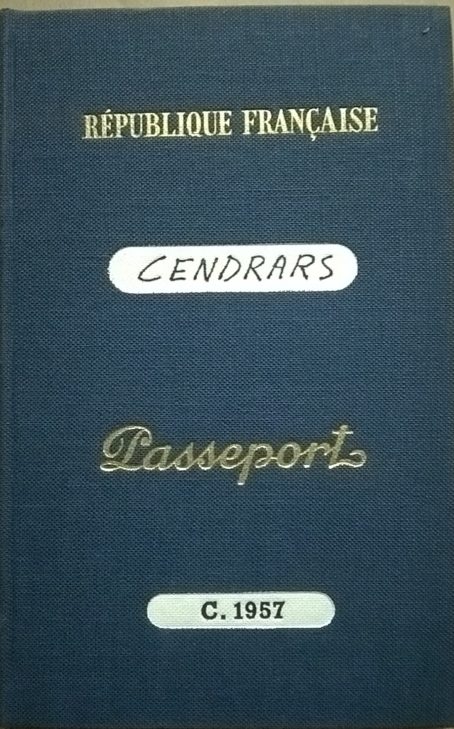 RÉPUBLIQUE FRANÇAISE
CENDRARS
Passeport
C. 1957